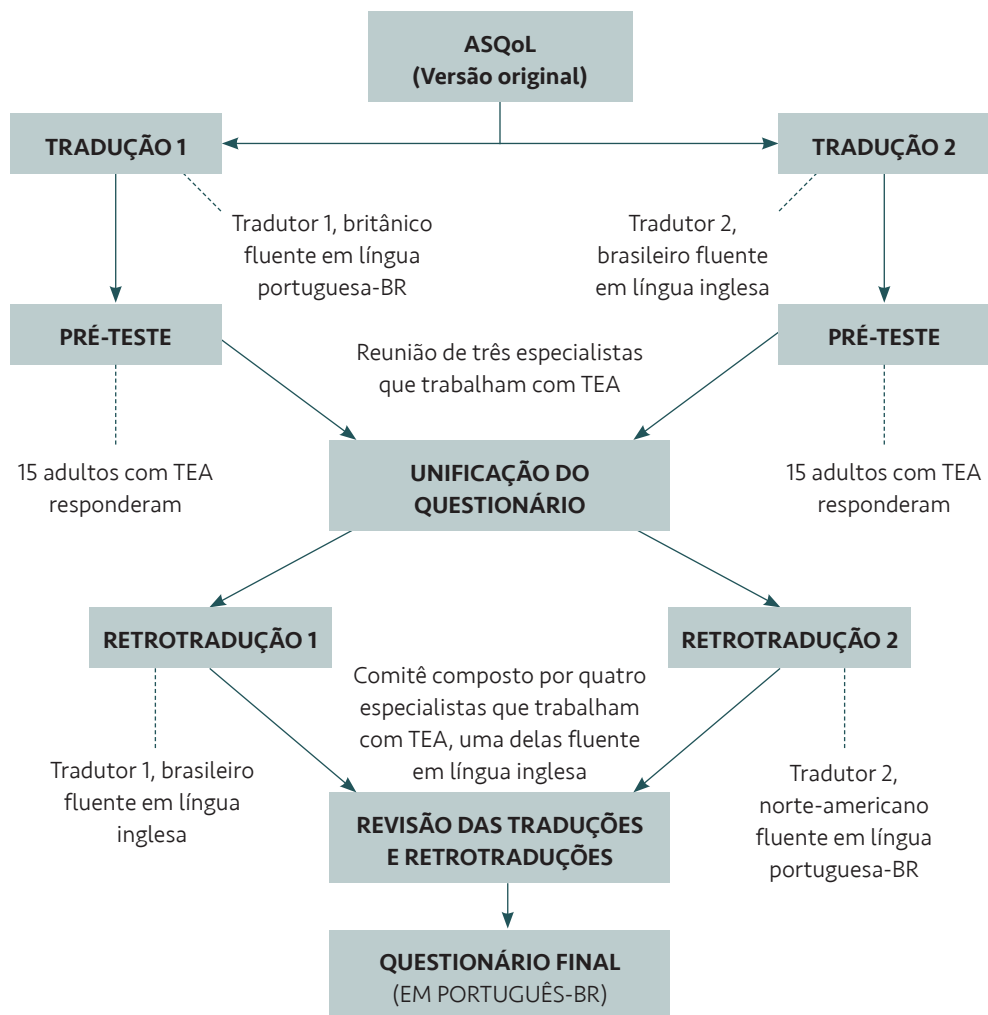 ASQoL
(Versão original)
TRADUÇÃO 1
TRADUÇÃO 2
Tradutor 1, britânico
fluente em língua
portuguesa-BR
Tradutor 2,
brasileiro fluente
em língua inglesa
PRÉ-TESTE
PRÉ-TESTE
Reunião de três especialistas
que trabalham com TEA
15 adultos com TEA
responderam
UNIFICAÇÃO DO
QUESTIONÁRIO
15 adultos com TEA
responderam
RETROTRADUÇÃO 1
RETROTRADUÇÃO 2
Comitê composto por quatro
especialistas que trabalham
com TEA, uma delas fluente
em língua inglesa
Tradutor 1, brasileiro
fluente em língua
inglesa
Tradutor 2,
norte-americano
fluente em língua
portuguesa-BR
REVISÃO DAS TRADUÇÕES
E RETROTRADUÇÕES
QUESTIONÁRIO FINAL
(EM PORTUGUÊS-BR)